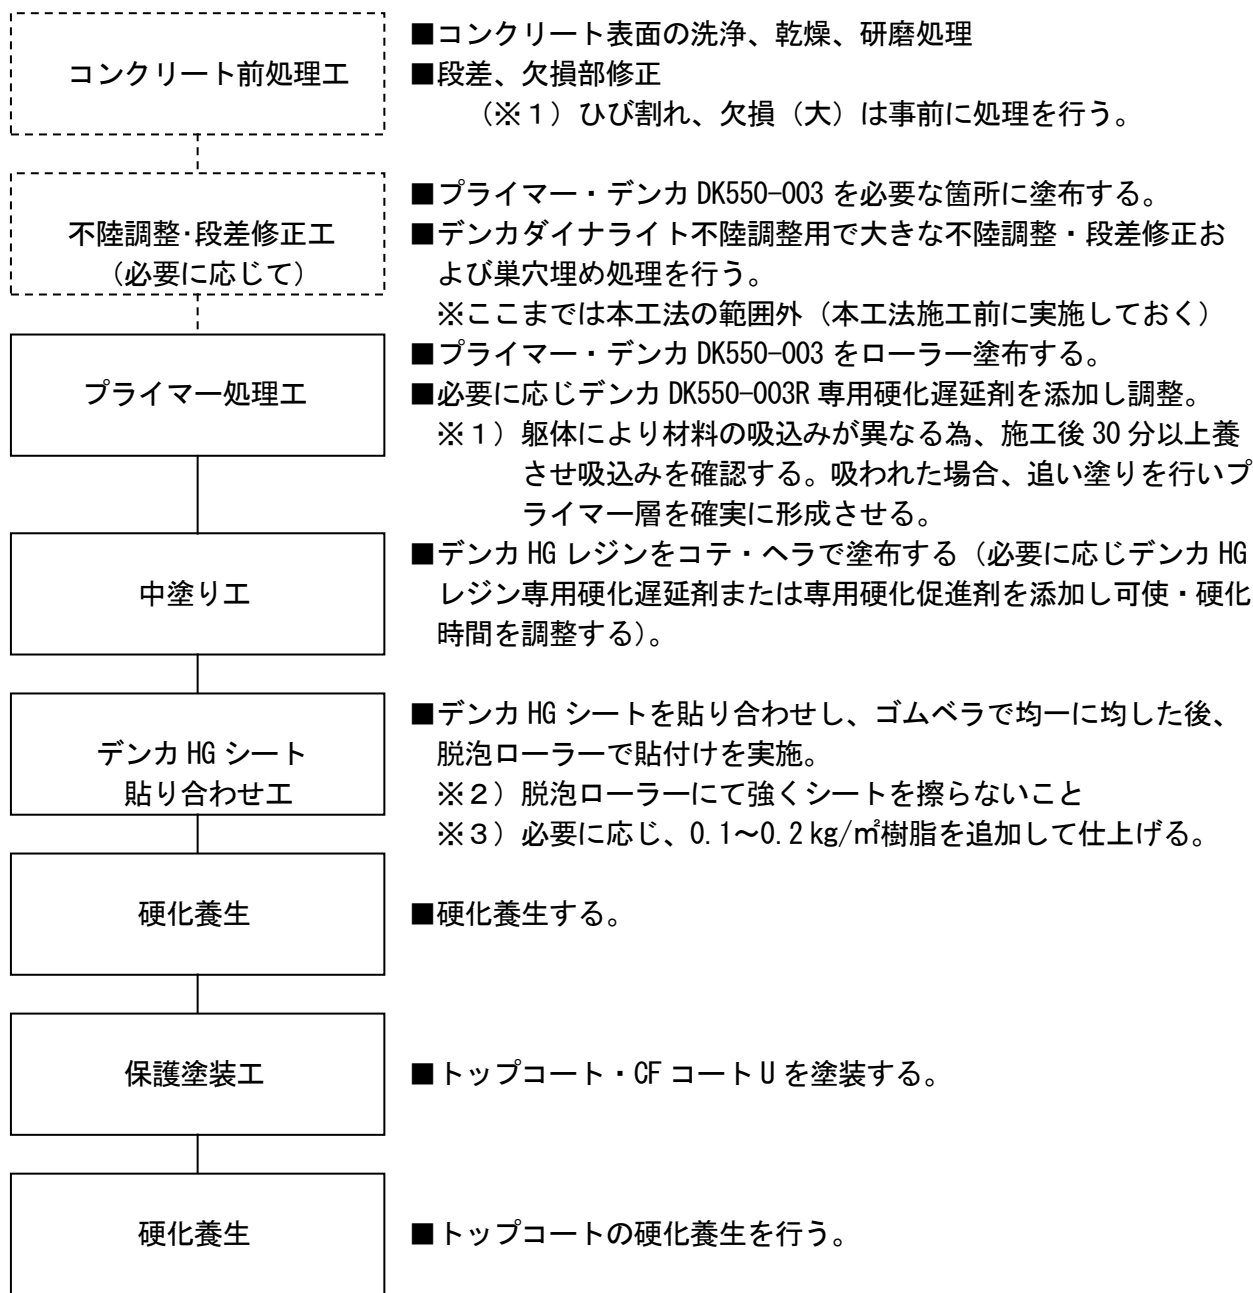 コンクリート前処理工
■コンクリート表面の洗浄、乾燥、研磨処理
■段差、欠損部修正
（※１）ひび割れ、欠損（大）は事前に処理を行う。
不陸調整･段差修正工
（必要に応じて）
■プライマー・デンカ DK550-003 を必要な箇所に塗布する。
■デンカダイナライト不陸調整用で大きな不陸調整・段差修正お
よび巣穴埋め処理を行う。
※ここまでは本工法の範囲外（本工法施工前に実施しておく）
プライマー処理工
■プライマー・デンカ DK550-003 をローラー塗布する。
■必要に応じデンカ DK550-003R 専用硬化遅延剤を添加し調整。
※１）躯体により材料の吸込みが異なる為、施工後 30 分以上養
させ吸込みを確認する。吸われた場合、追い塗りを行いプ
ライマー層を確実に形成させる。
中塗り工
■デンカ HG レジンをコテ・ヘラで塗布する（必要に応じデンカ HG
レジン専用硬化遅延剤または専用硬化促進剤を添加し可使・硬化
時間を調整する）。
デンカ HG シート
貼り合わせ工
■デンカ HG シートを貼り合わせし、ゴムベラで均一に均した後、
脱泡ローラーで貼付けを実施。
※２）脱泡ローラーにて強くシートを擦らないこと
※３）必要に応じ、0.1～0.2 kg/㎡樹脂を追加して仕上げる。
硬化養生
■硬化養生する。
保護塗装工
■トップコート・CF コート U を塗装する。
硬化養生
■トップコートの硬化養生を行う。